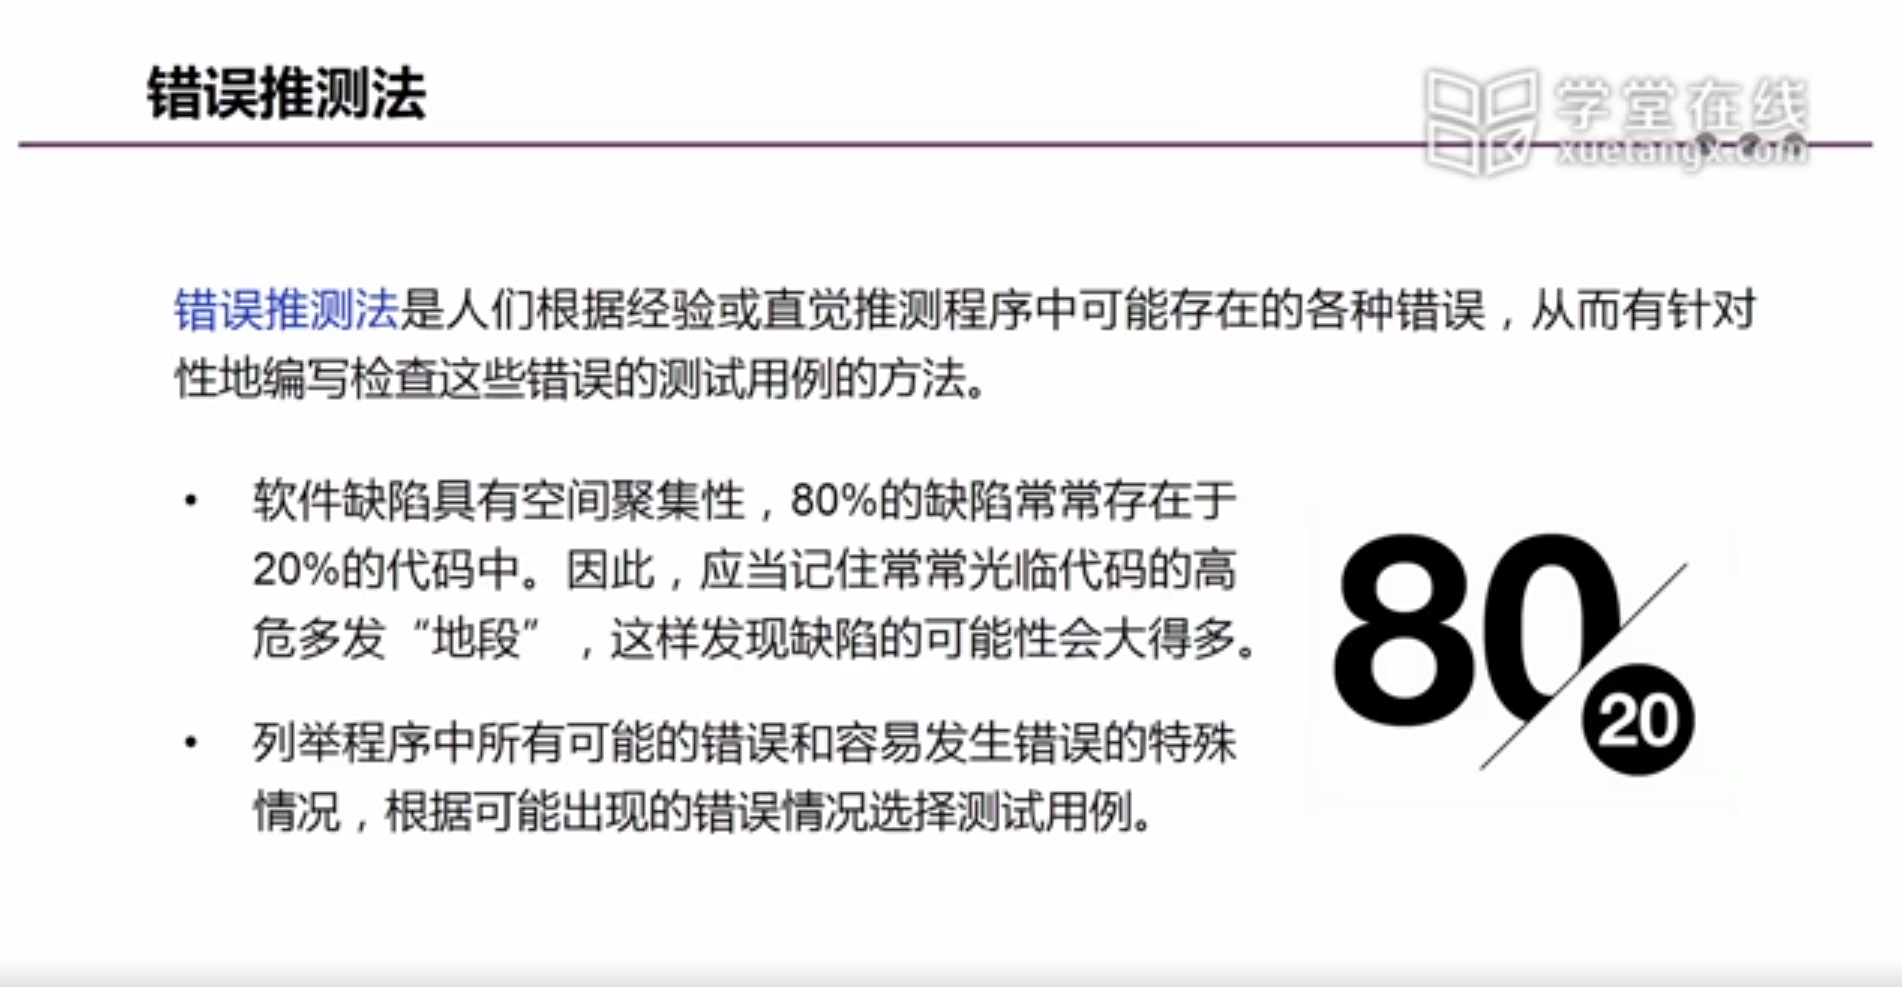 错误推测法
学堂在线
xuetangx.com
错误推测法是人们根据经验或直觉推测程序中可能存在的各种错误，从而有针对
性地编写检查这些错误的测试用例的方法。
• 软件缺陷具有空间聚集性，80%的缺陷常常存在于
20%的代码中。因此，应当记住常常光临代码的高
危多发“地段”，这样发现缺陷的可能性会大得多。
• 列举程序中所有可能的错误和容易发生错误的特殊
情况，根据可能出现的错误情况选择测试用例。
80
20